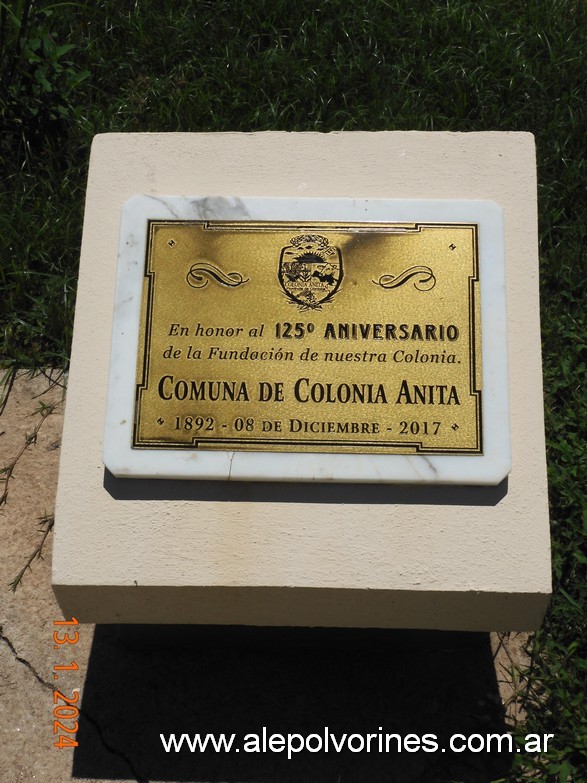 COLONIA ANITA
En honor al 125º ANIVERSARIO
de la Fundación de nuestra Colonia.
COMUNA DE COLONIA ANITA
1892 - 08 DE DICIEMBRE - 2017
13.1.2024
www.alepolvorines.com.ar